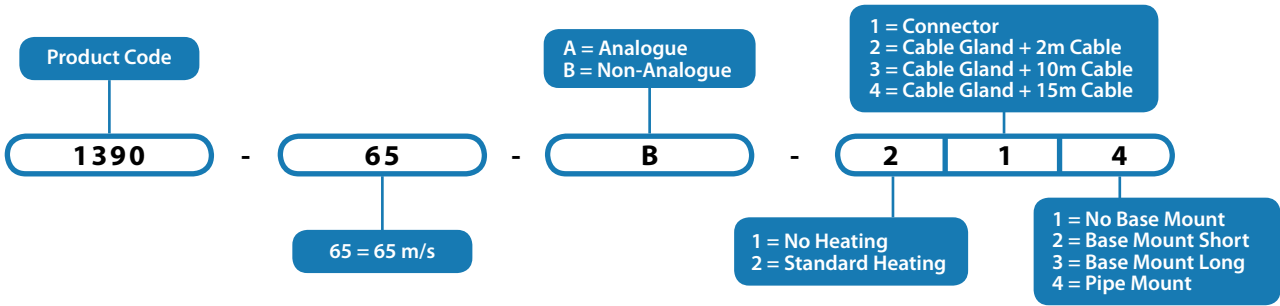 Product Code
A = Analogue
B = Non-Analogue
1 = Connector
2 = Cable Gland + 2m Cable
3 = Cable Gland + 10m Cable
4 = Cable Gland + 15m Cable
1390 - 65 - B - 2 1 4
65 = 65 m/s
1 = No Heating
2 = Standard Heating
1 = No Base Mount
2 = Base Mount Short
3 = Base Mount Long
4 = Pipe Mount